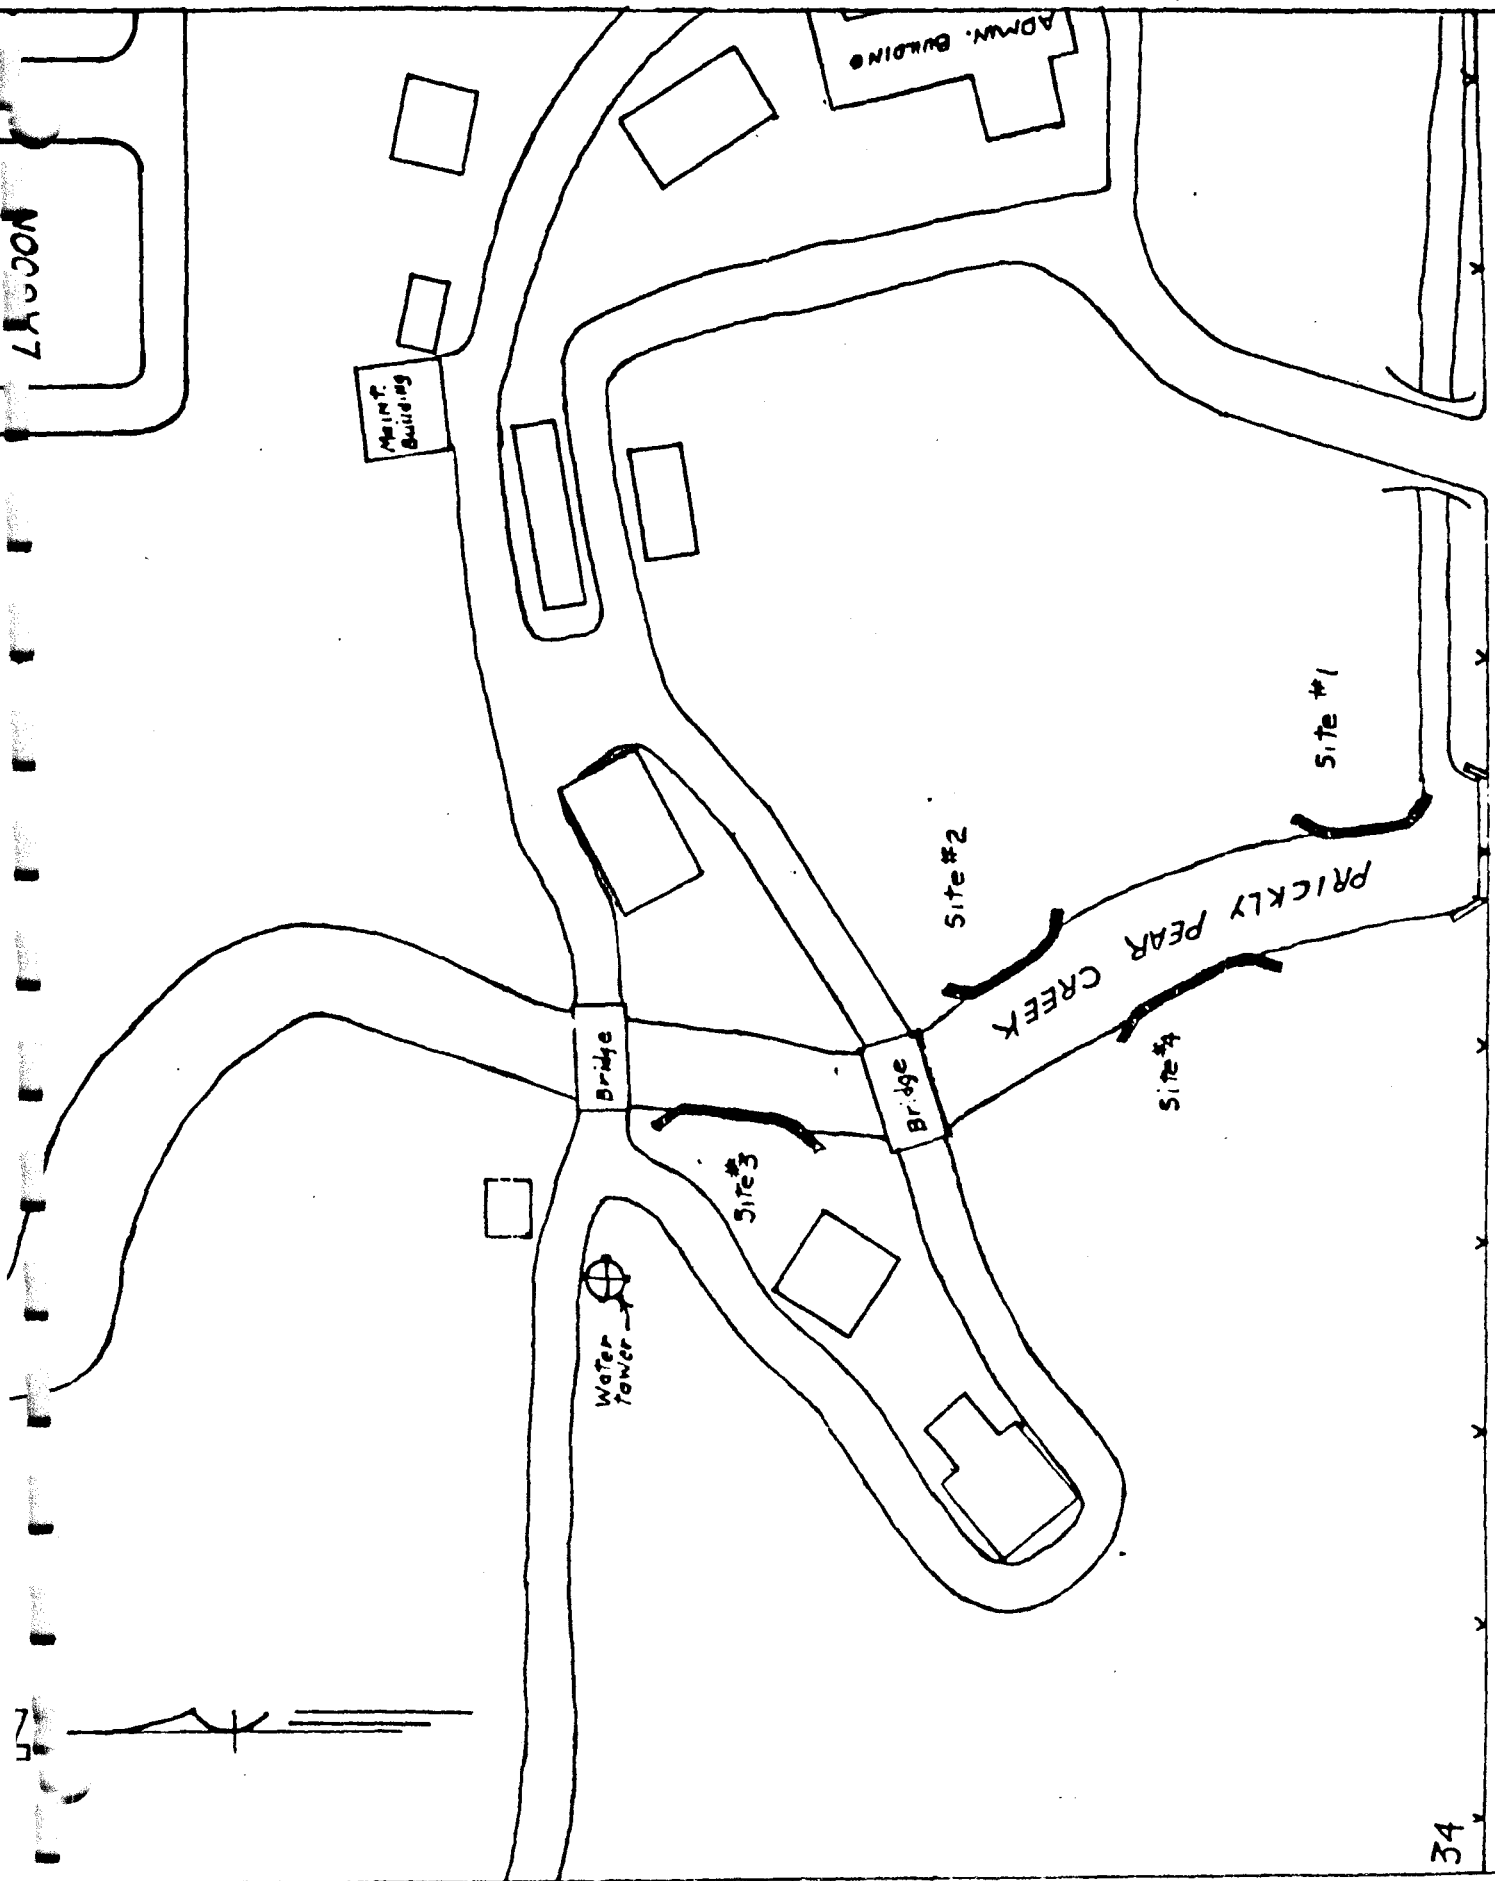 ADMIN. BUILDING
LAGOON
MAINT.
Building
Site #1
Site #2
PRICKLY PEAR CREEK
Bridge
Bridge
Site #4
Site #3
Water
tower
34